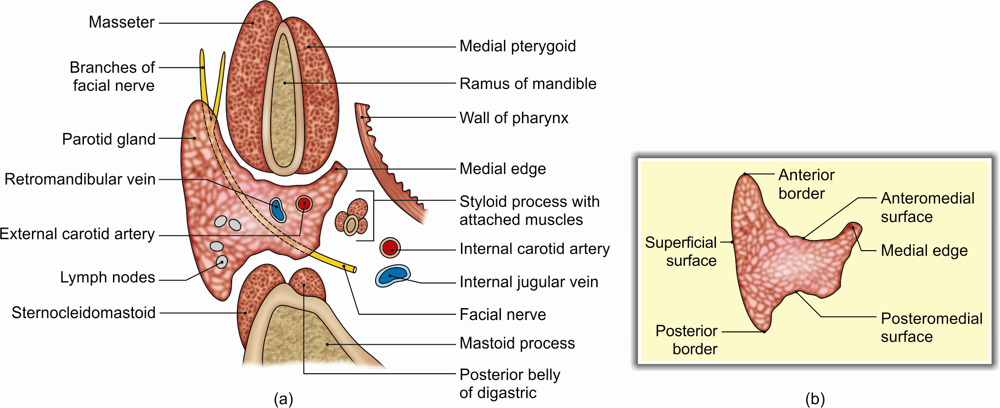 Masseter
Branches of
facial nerve
Parotid gland
Retromandibular vein
External carotid artery
Lymph nodes
Sternocleidomastoid
Medial pterygoid
Ramus of mandible
Wall of pharynx
Medial edge
Styloid process with
attached muscles
Internal carotid artery
Internal jugular vein
Facial nerve
Mastoid process
Posterior belly
of digastric
(a)
Anterior
border
Anteromedial
surface
Superficial
surface
Medial edge
Posteromedial
surface
Posterior
border
(b)